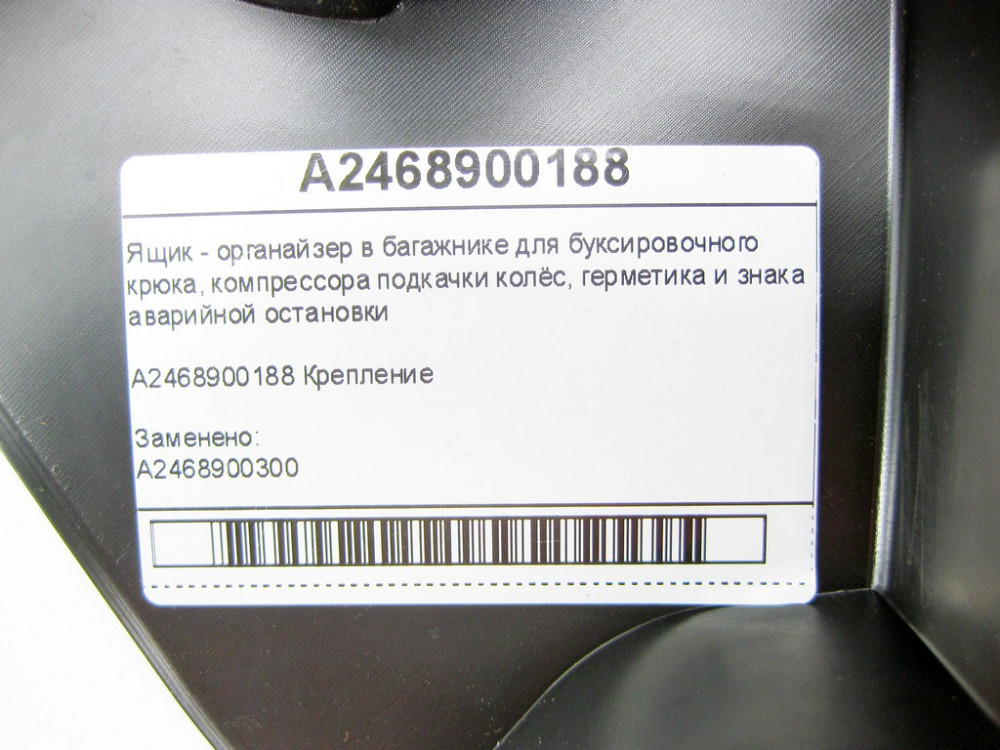 A2468900188
Ящик - органайзер в багажнике для буксировочного
крюка, компрессора подкачки колёс, герметика и знака
аварийной остановки
A2468900188 Крепление
Заменено:
A2468900300